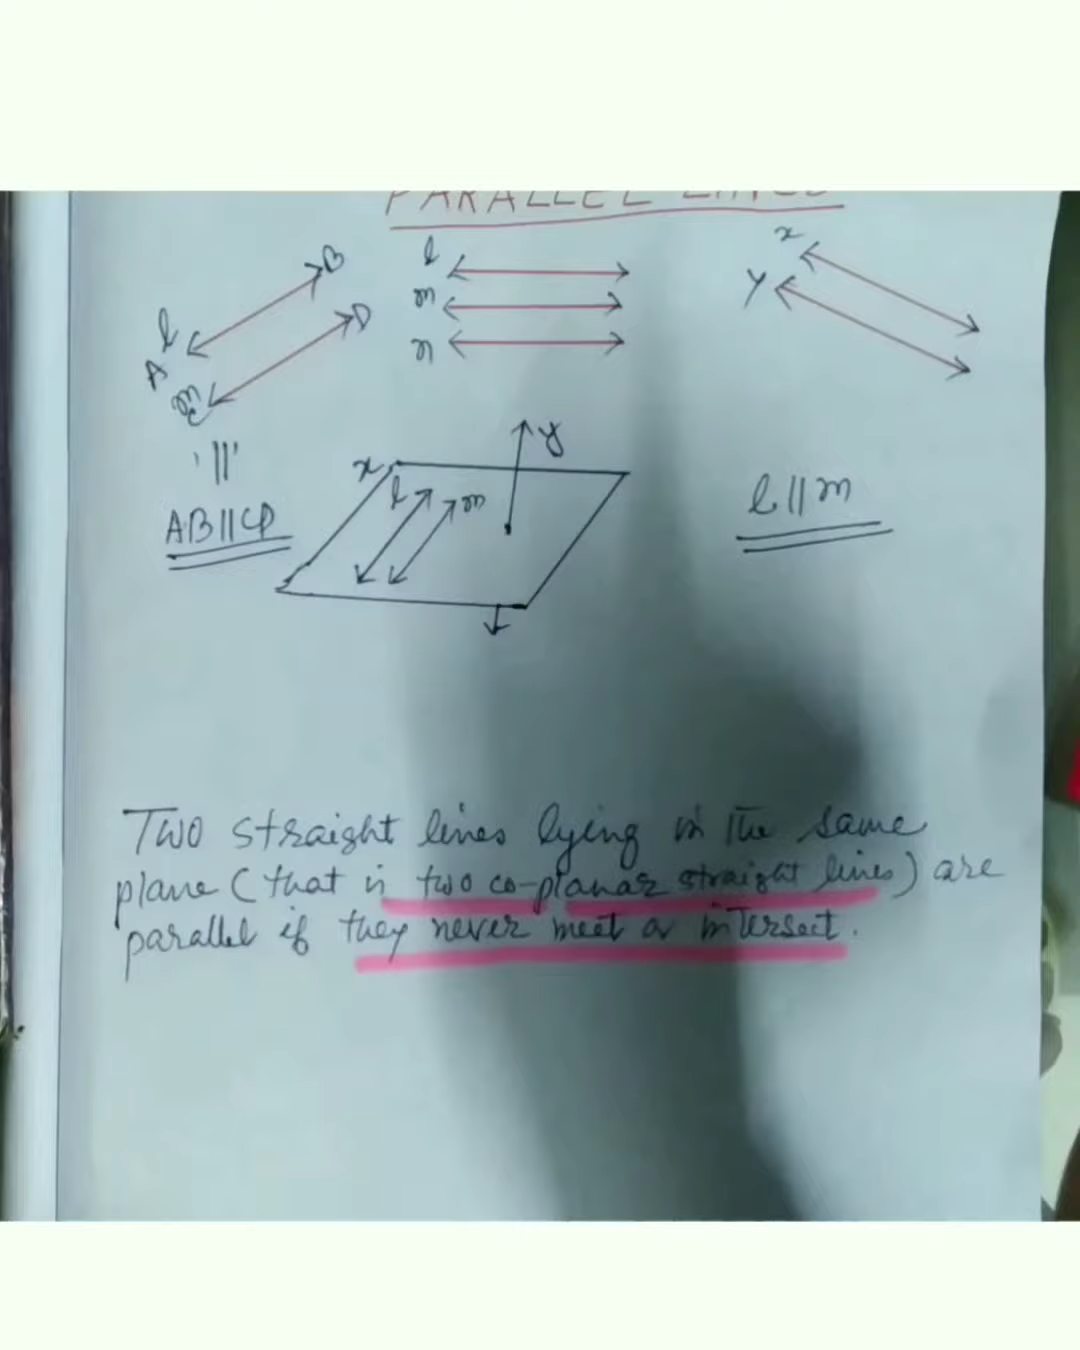 PARALLEL LINES
B
l
x
D
m
Y
l
n
A
m
C
'||'
y
x
l
m
l || m
AB || CD
Two straight lines lying in the same
plane (that is two co-planar straight lines) are
parallel if they never meet or intersect.